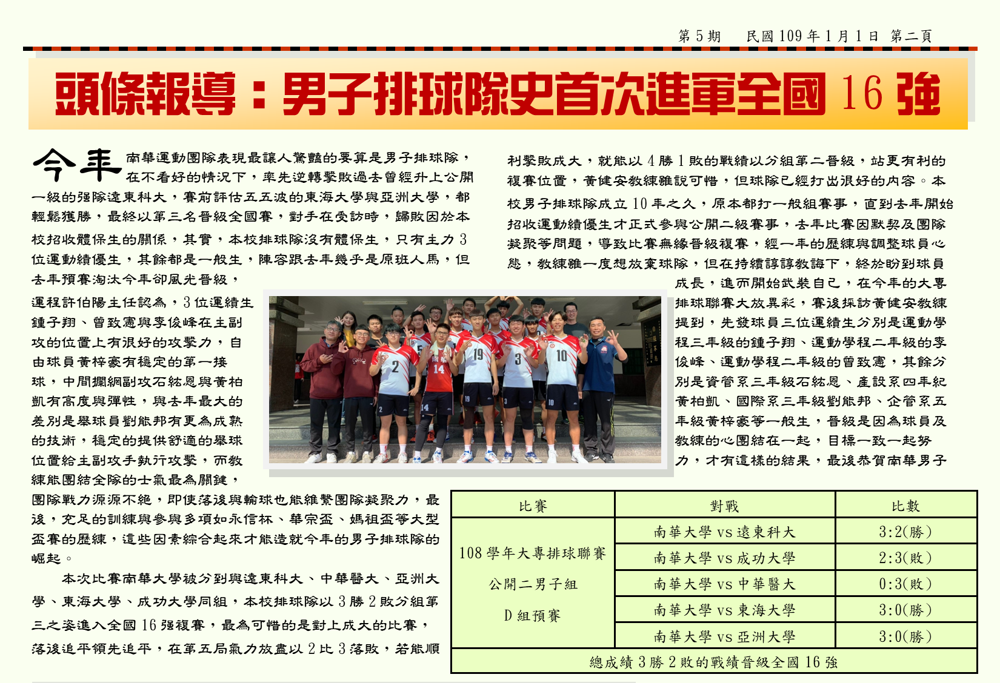 第 5 期 民國 109 年 1 月 1 日 第二頁
頭條報導：男子排球隊史首次進軍全國 16 強
今年南華運動團隊表現最讓人驚豔的要算是男子排球隊，
在不看好的情況下，率先逆轉擊敗過去曾經升上公開
一級的强隊遠東科大，賽前評估五五波的東海大學與亞洲大學，都
輕鬆獲勝，最終以第三名晉級全國賽，對手在受訪時，歸敗因於本
校招收體保生的關係，其實，本校排球隊沒有體保生，只有主力 3
位運動績優生，其餘都是一般生，陣容跟去年幾乎是原班人馬，但
去年預賽淘汰今年卻風光晉級，
運程許伯陽主任認為，3 位運績生
鍾子翔、曾致憲與李俊峰在主副
攻的位置上有很好的攻擊力，自
由球員黃梓豪有穩定的第一接
球，中間攔網副攻石紘恩與黃柏
凱有高度與彈性，與去年最大的
差別是舉球員劉能邦有更為成熟
的技術，穩定的提供舒適的舉球
位置給主副攻手執行攻擊，而教
練能團結全隊的士氣最為關鍵，
團隊戰力源源不絕，即使落後與輸球也能維繫團隊凝聚力，最
後，充足的訓練與參與多項如永信杯、華宗盃、媽祖盃等大型
盃賽的歷練，這些因素綜合起來才能造就今年的男子排球隊的
崛起。
本次比賽南華大學被分到與遠東科大、中華醫大、亞洲大
學、東海大學、成功大學同組，本校排球隊以 3 勝 2 敗分組第
三之姿進入全國 16 强複賽，最為可惜的是對上成大的比賽，
落後追平領先追平，在第五局氣力放盡以 2 比 3 落敗，若能順
利擊敗成大，就能以 4 勝 1 敗的戰績以分組第二晉級，站更有利的
複賽位置，黃健安教練雖說可惜，但球隊已經打出很好的內容。本
校男子排球隊成立 10 年之久，原本都打一般組賽事，直到去年開始
招收運動績優生才正式參與公開二級賽事，去年比賽因默契及團隊
凝聚等問題，導致比賽無緣晉級複賽，經一年的歷練與調整球員心
態，教練雖一度想放棄球隊，但在持續諄諄教誨下，終於盼到球員
成長，進而開始武裝自己，在今年的大專
排球聯賽大放異彩，賽後採訪黃健安教練
提到，先發球員三位運績生分別是運動學
程三年級的鍾子翔、運動學程二年級的李
俊峰、運動學程二年級的曾致憲，其餘分
別是資管系三年級石紘恩、產設系四年紀
黃柏凱、國際系三年級劉能邦、企管系五
年級黃梓豪等一般生，晉級是因為球員及
教練的心團結在一起，目標一致一起努
力，才有這樣的結果，最後恭賀南華男子
2
14
19
3
10
比賽 對戰 比數
108 學年大專排球聯賽
公開二男子組
D 組預賽
南華大學 vs 遠東科大 3:2(勝)
南華大學 vs 成功大學 2:3(敗)
南華大學 vs 中華醫大 0:3(敗)
南華大學 vs 東海大學 3:0(勝)
南華大學 vs 亞洲大學 3:0(勝)
總成績 3 勝 2 敗的戰績晉級全國 16 強